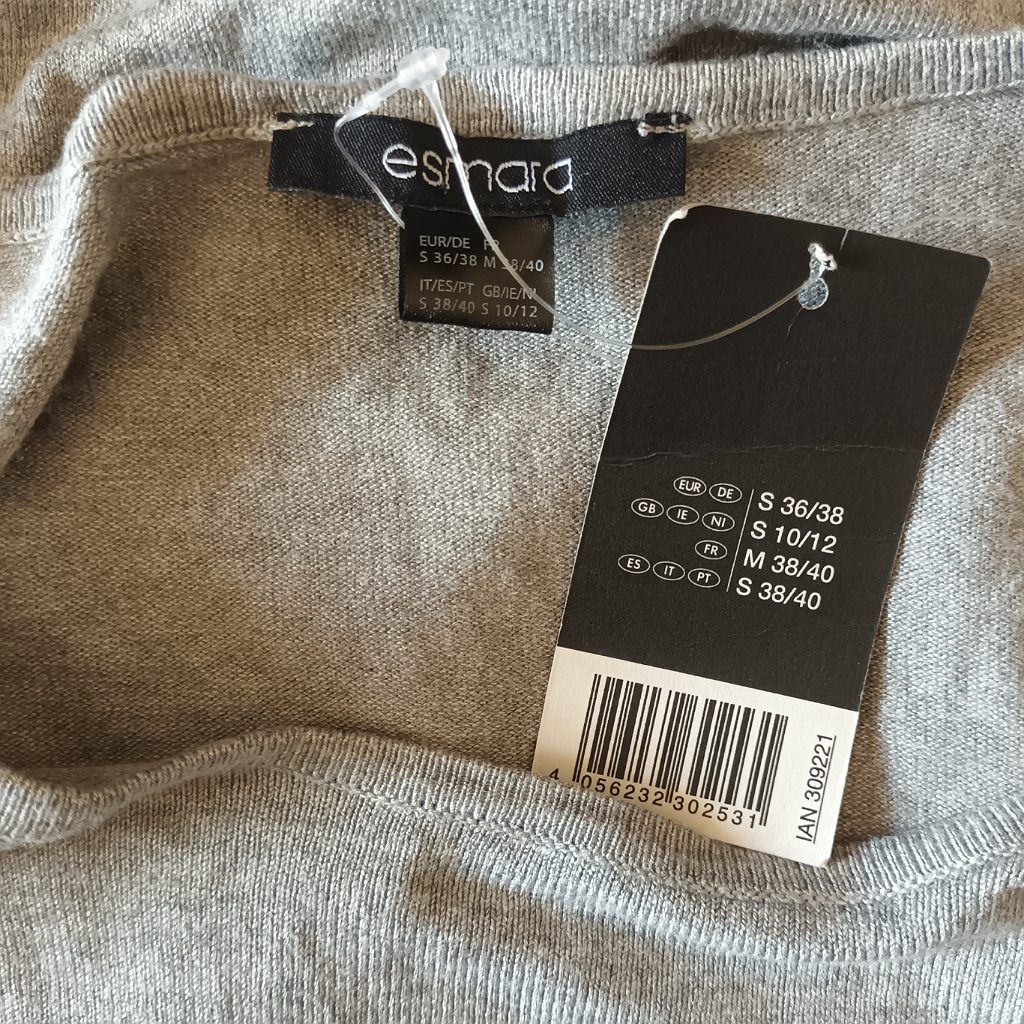 esmara
EUR/DE
S 36/38 M 38/40
IT/ES/PT GB/IE/NI
S 38/40 S 10/12
EUR DE S 36/38
GB IE NI S 10/12
FR M 38/40
ES IT PT S 38/40
4 056232 302531
IAN 309221